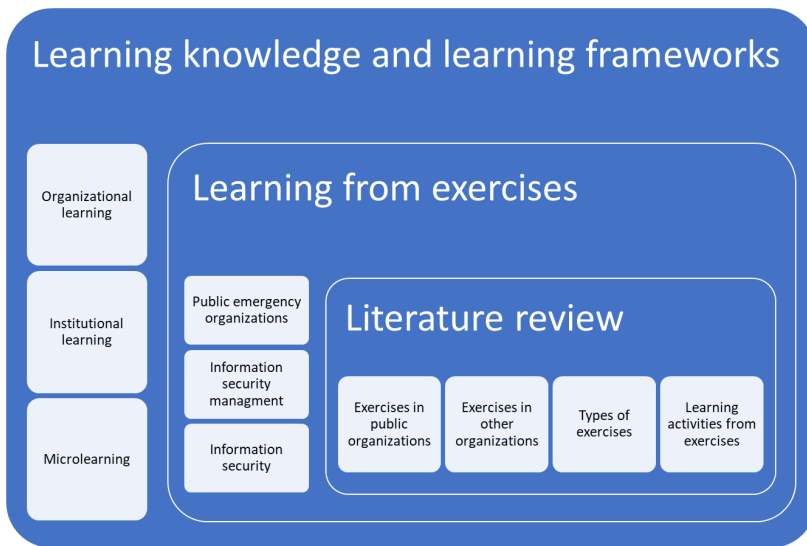 Learning knowledge and learning frameworks
Organizational
learning
Institutional
learning
Microlearning
Learning from exercises
Public emergency
organizations
Information
security
managment
Information
security
Literature review
Exercises in
public
organizations
Exercises in
other
organizations
Types of
exercises
Learning
activities from
exercises